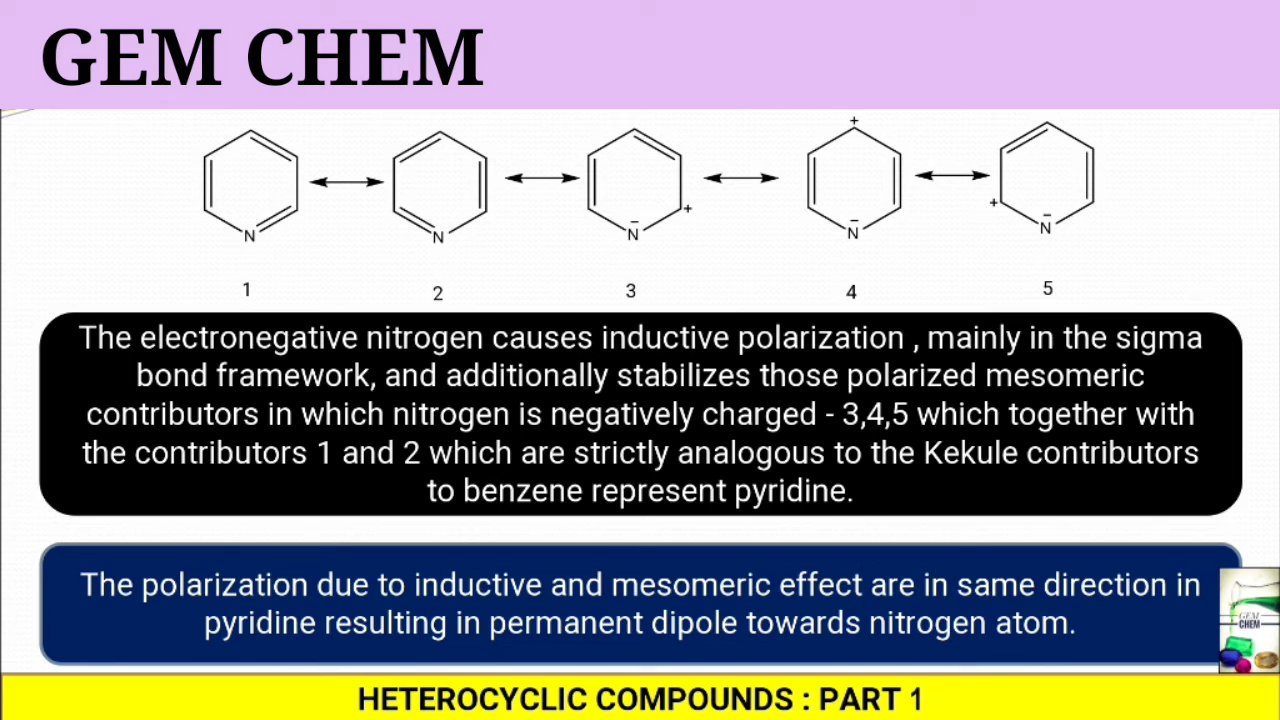 GEM CHEM
+
+ + 
N N N N N
1 2 3 4 5
The electronegative nitrogen causes inductive polarization , mainly in the sigma
bond framework, and additionally stabilizes those polarized mesomeric
contributors in which nitrogen is negatively charged - 3,4,5 which together with
the contributors 1 and 2 which are strictly analogous to the Kekule contributors
to benzene represent pyridine.
The polarization due to inductive and mesomeric effect are in same direction in
pyridine resulting in permanent dipole towards nitrogen atom.
GEM
CHEM
HETEROCYCLIC COMPOUNDS : PART 1